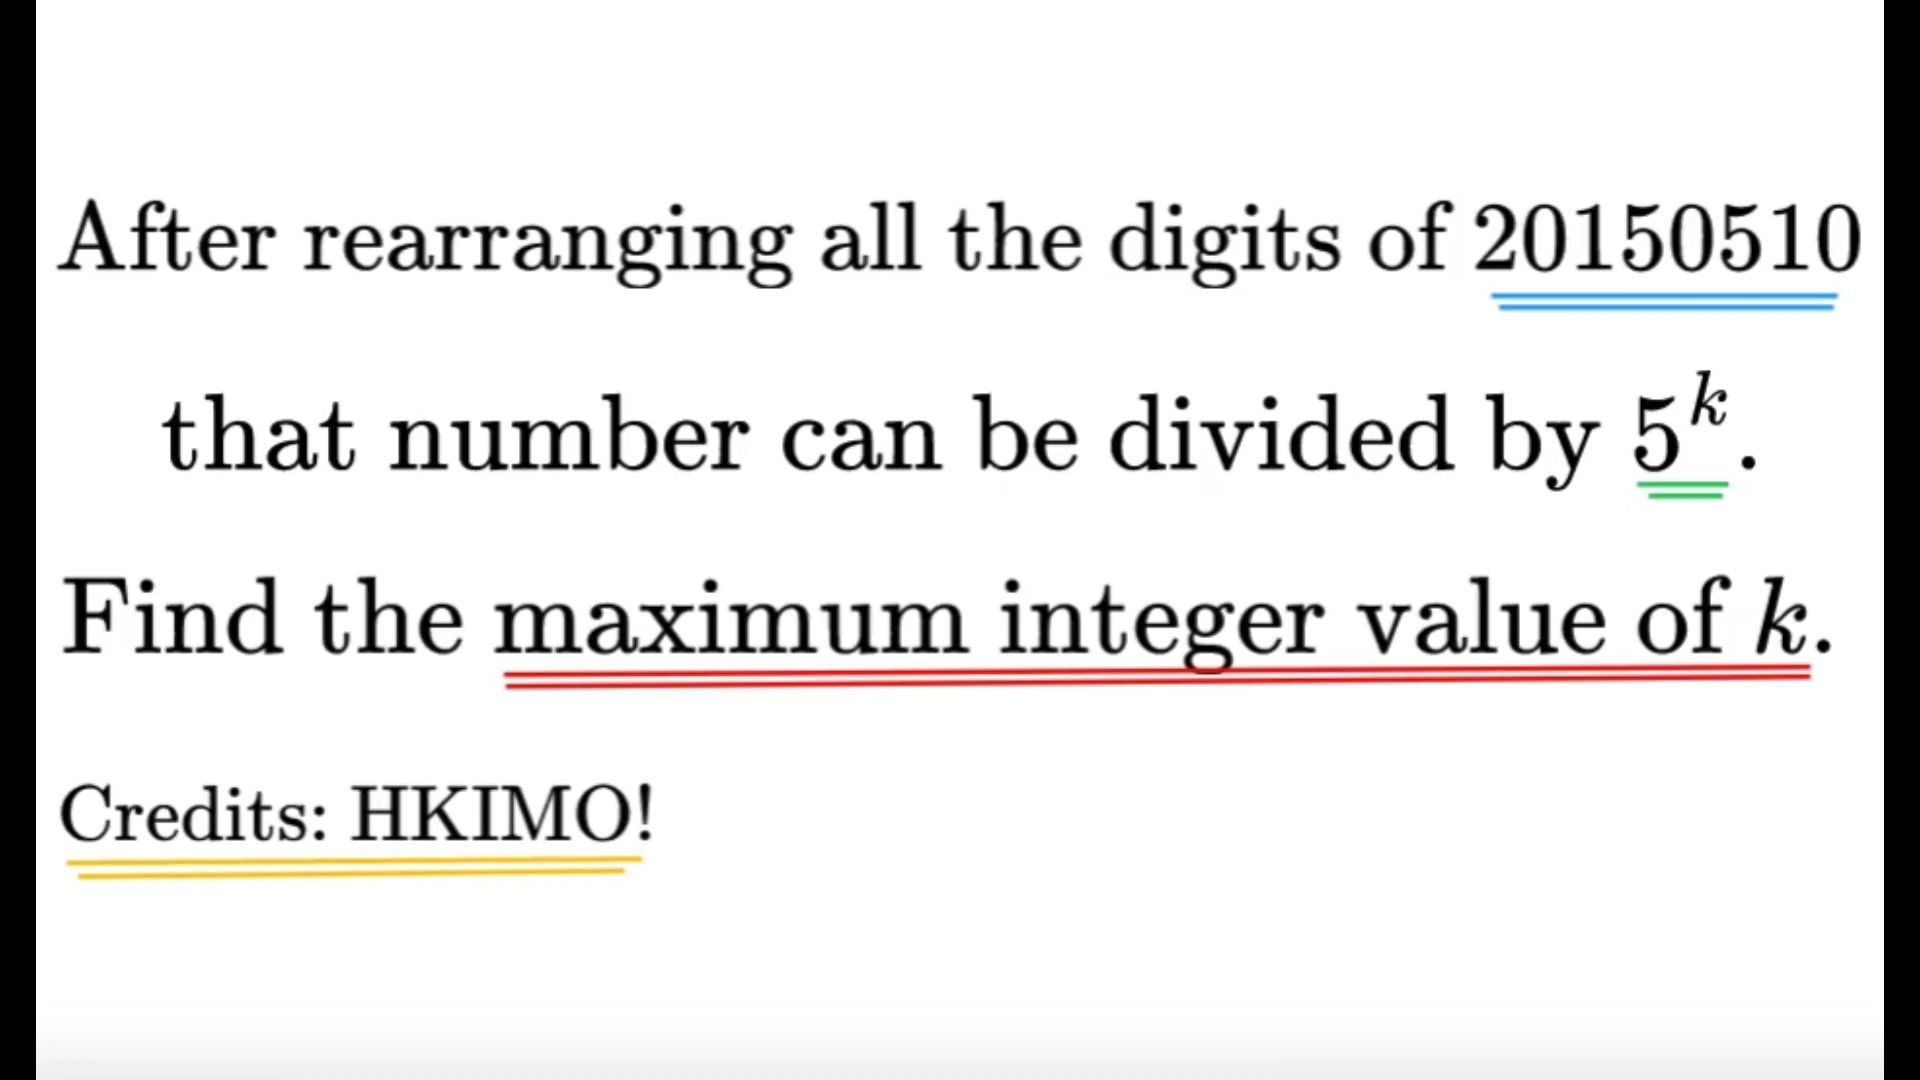 After rearranging all the digits of 20150510
that number can be divided by 5^k.
Find the maximum integer value of k.
Credits: HKIMO!